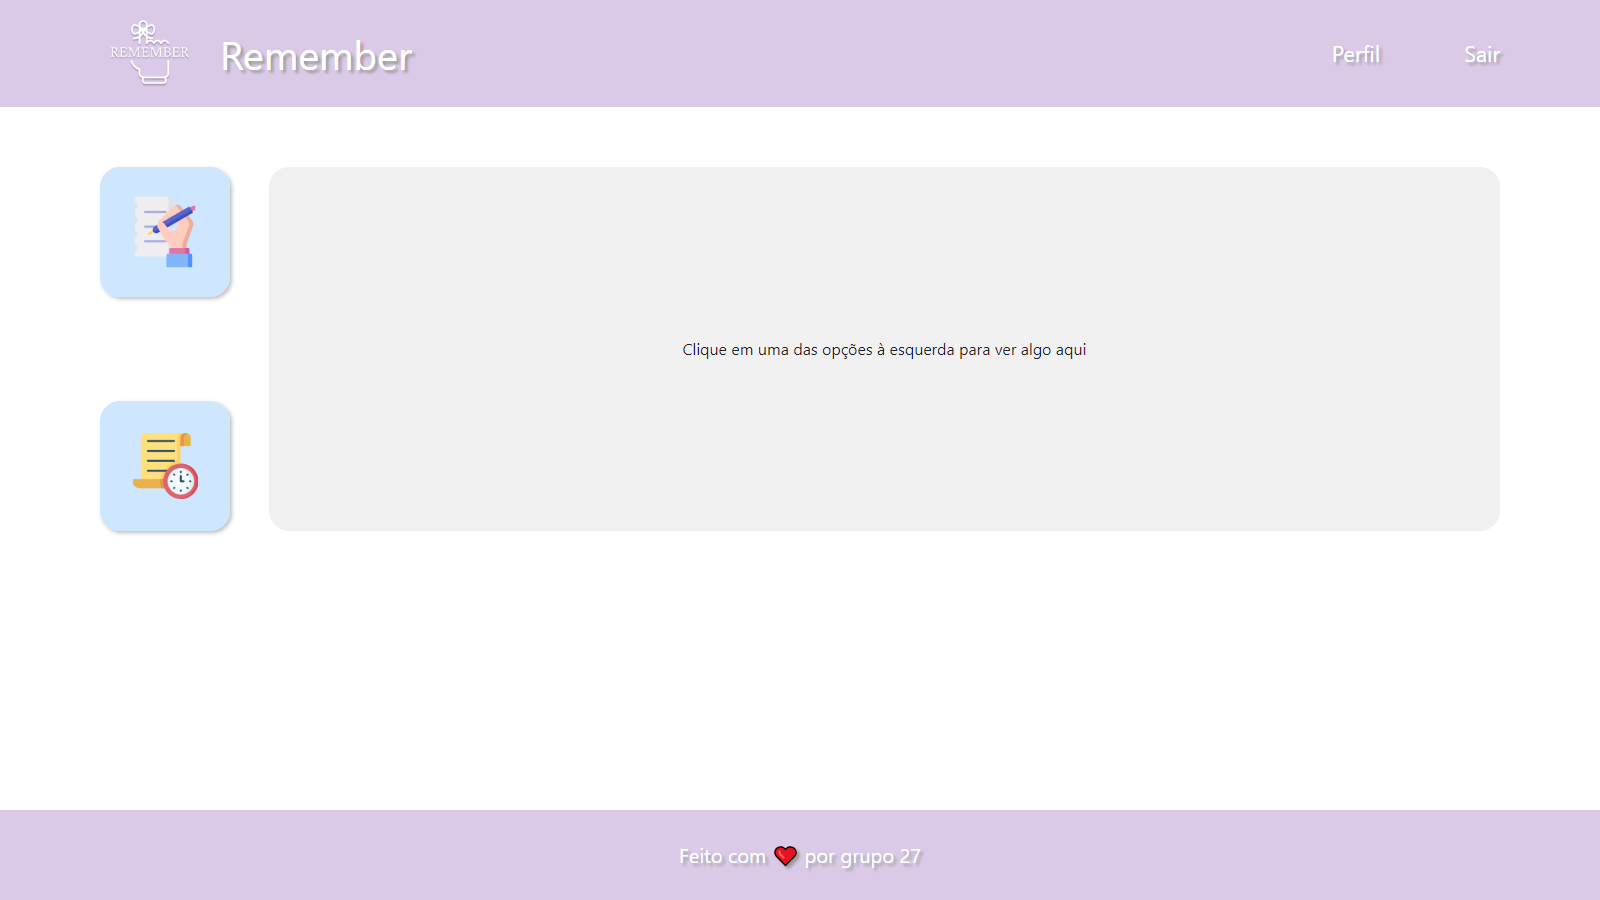 REMEMBER
Remember
Perfil
Sair
Clique em uma das opções à esquerda para ver algo aqui
Feito com ❤ por grupo 27